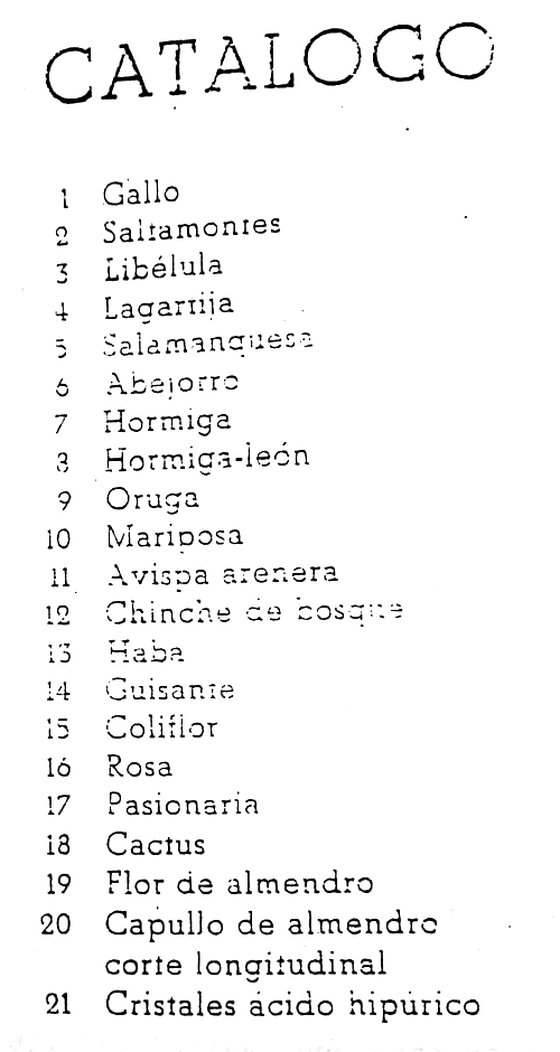 CATALOGO
1 Gallo
2 Saltamontes
3 Libélula
4 Lagartija
5 Salamanquesa
6 Abejorro
7 Hormiga
8 Hormiga-león
9 Oruga
10 Mariposa
11 Avispa arenera
12 Chinche de bosque
13 Haba
14 Guisante
15 Coliflor
16 Rosa
17 Pasionaria
18 Cactus
19 Flor de almendro
20 Capullo de almendro
corte longitudinal
21 Cristales ácido hipúrico